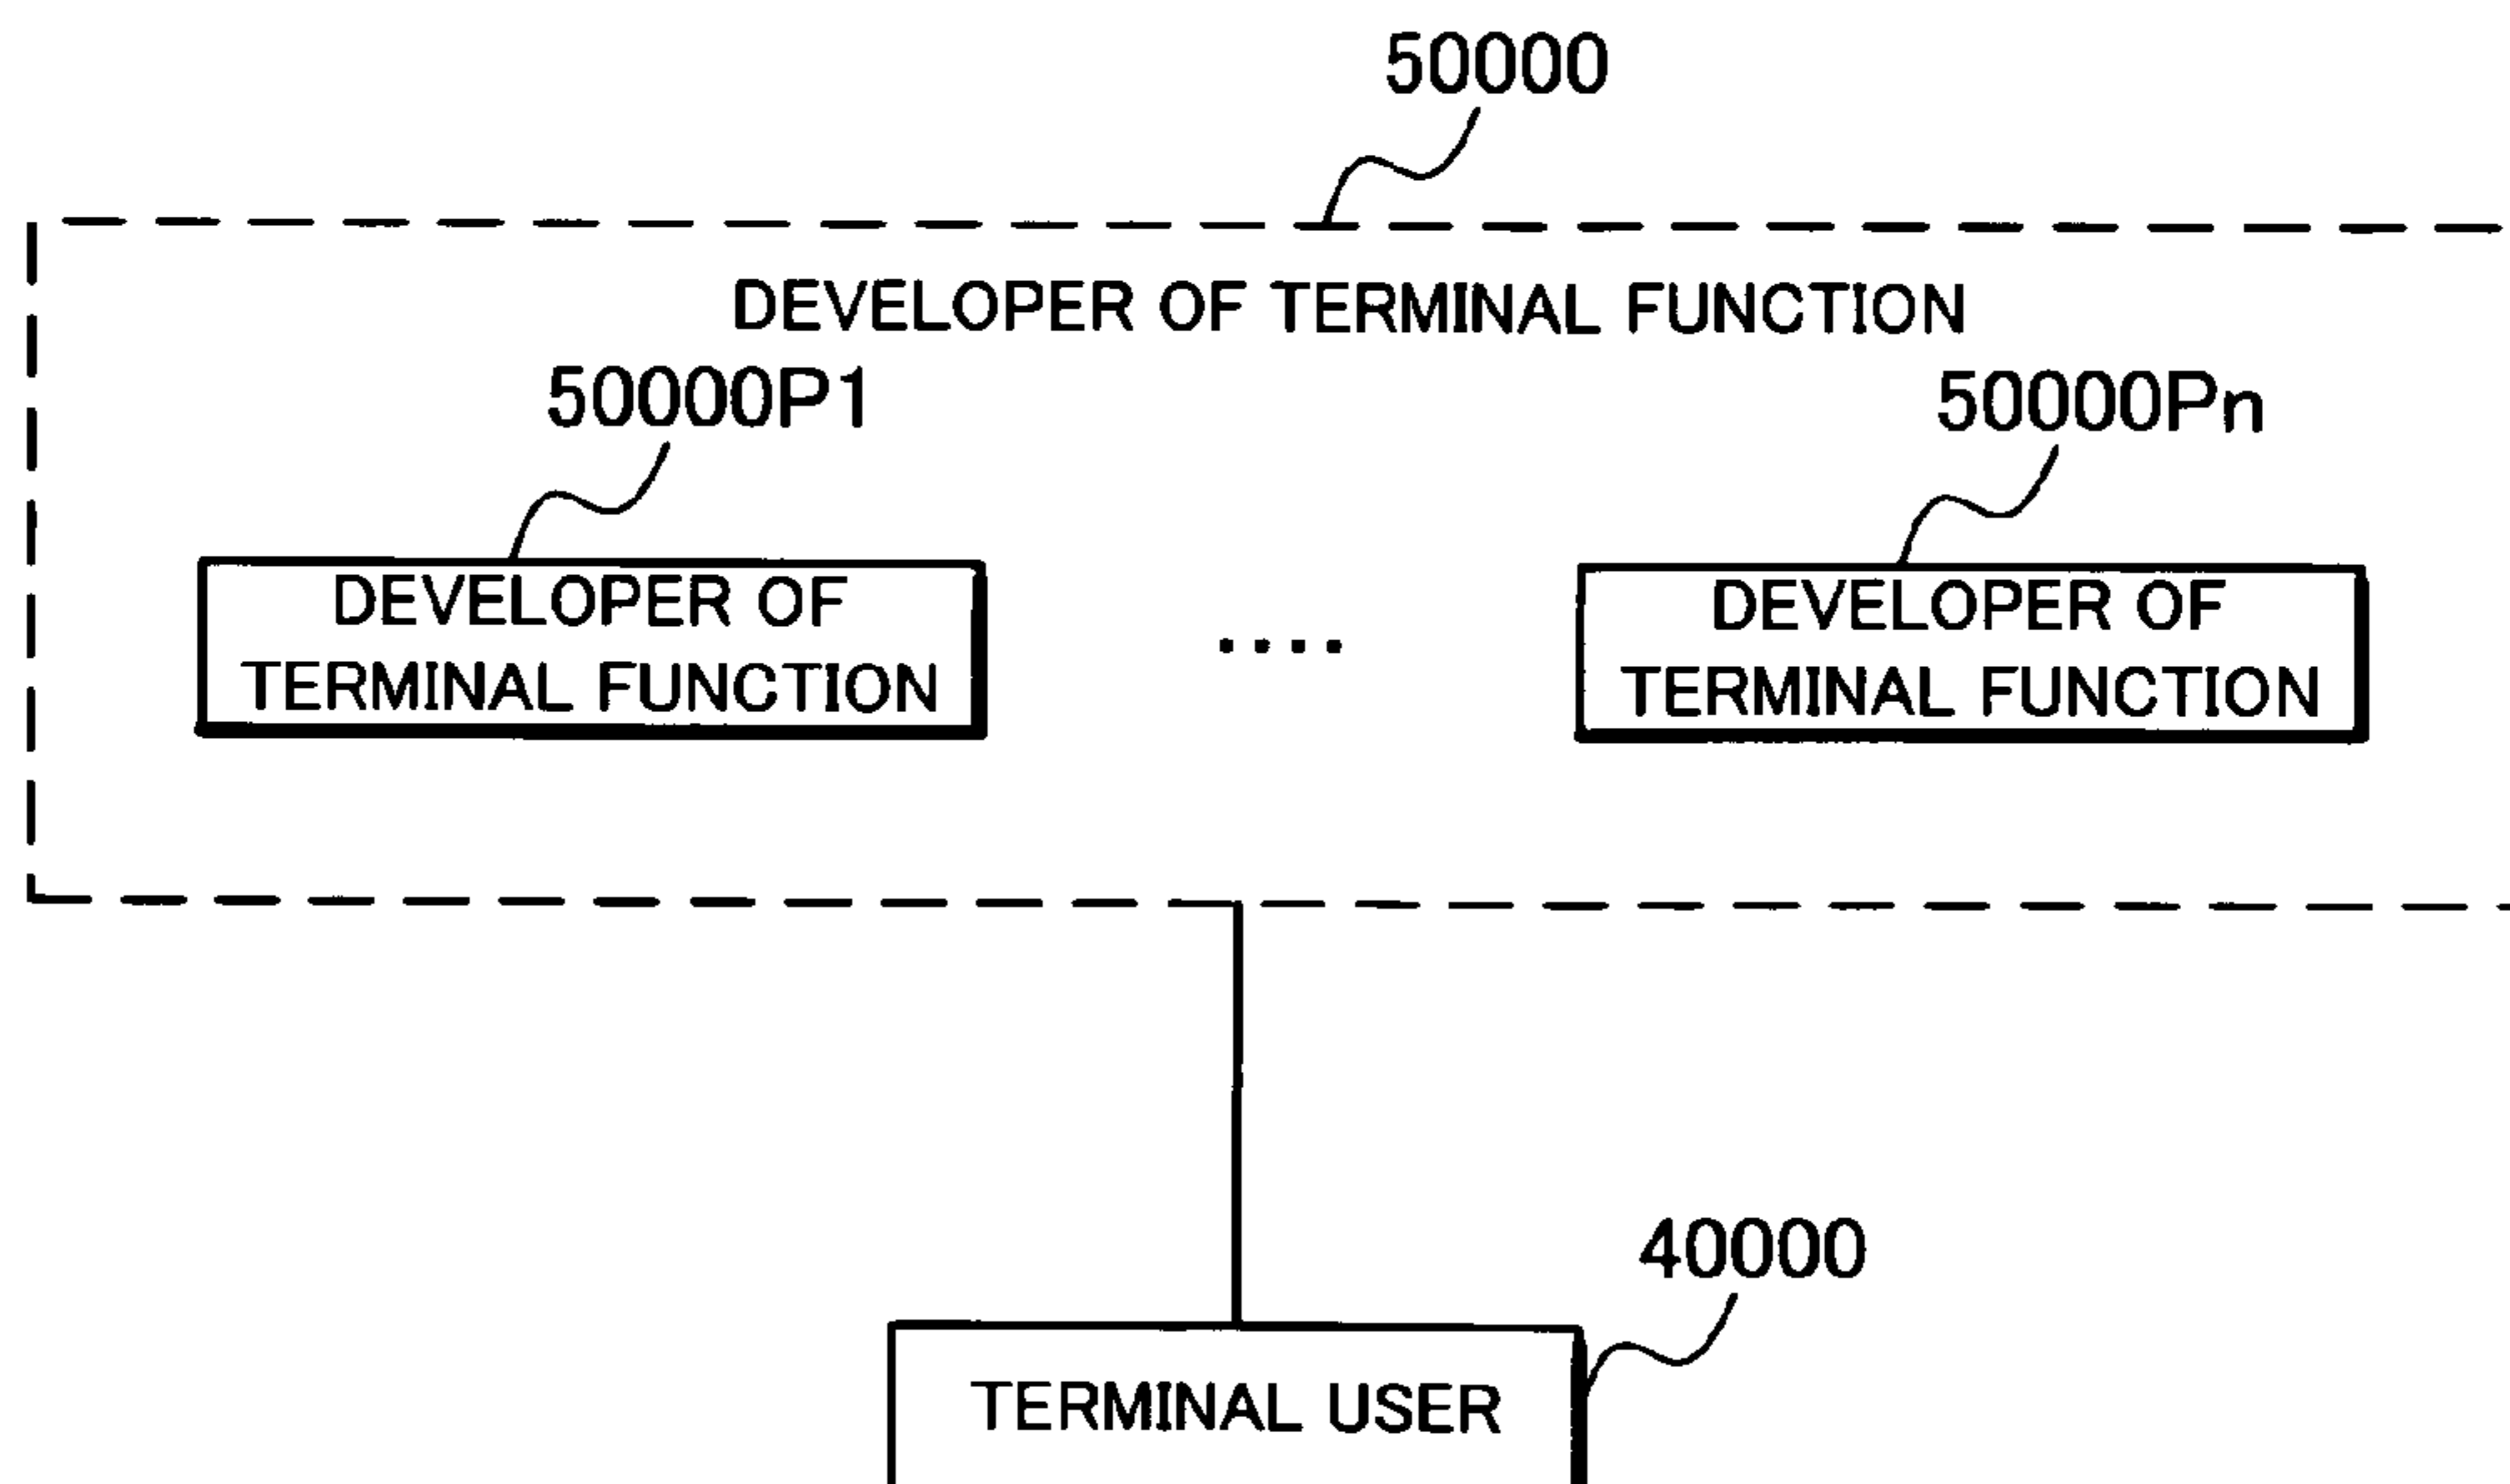 50000
DEVELOPER OF TERMINAL FUNCTION
50000P1
50000Pn
DEVELOPER OF
TERMINAL FUNCTION
....
DEVELOPER OF
TERMINAL FUNCTION
40000
TERMINAL USER